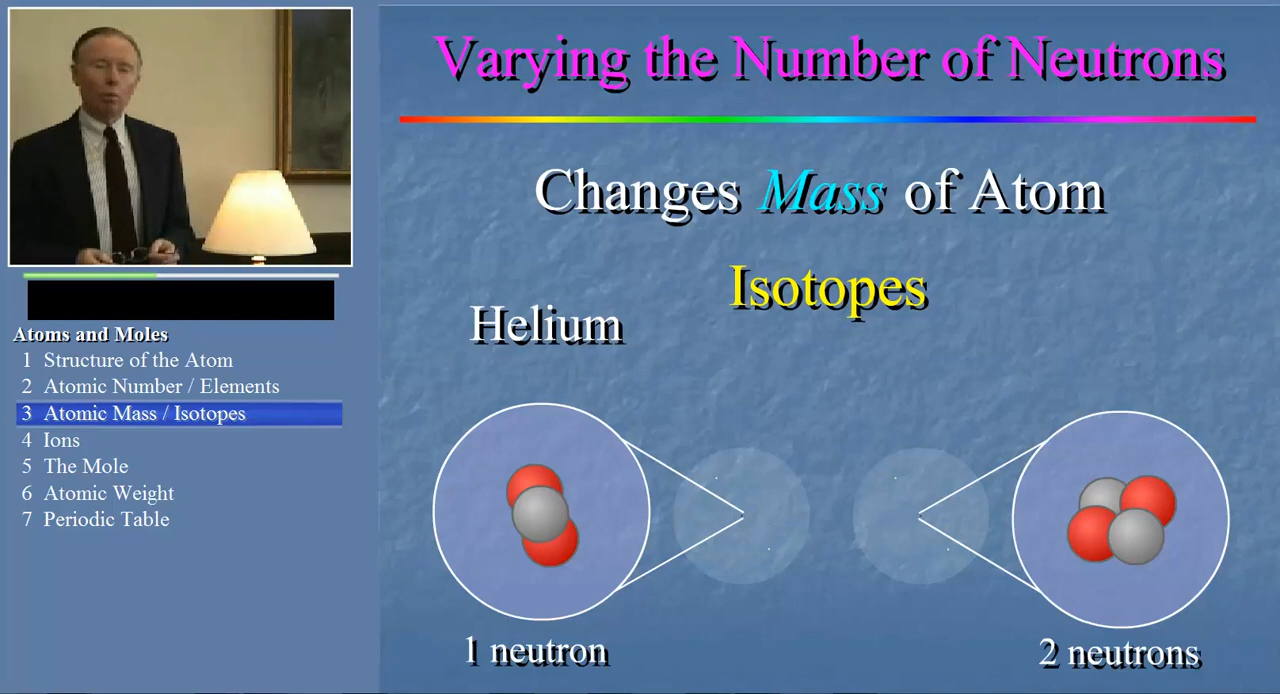 Varying the Number of Neutrons
Changes Mass of Atom
Isotopes
Helium
1 neutron
2 neutrons
Atoms and Moles
1 Structure of the Atom
2 Atomic Number / Elements
3 Atomic Mass / Isotopes
4 Ions
5 The Mole
6 Atomic Weight
7 Periodic Table